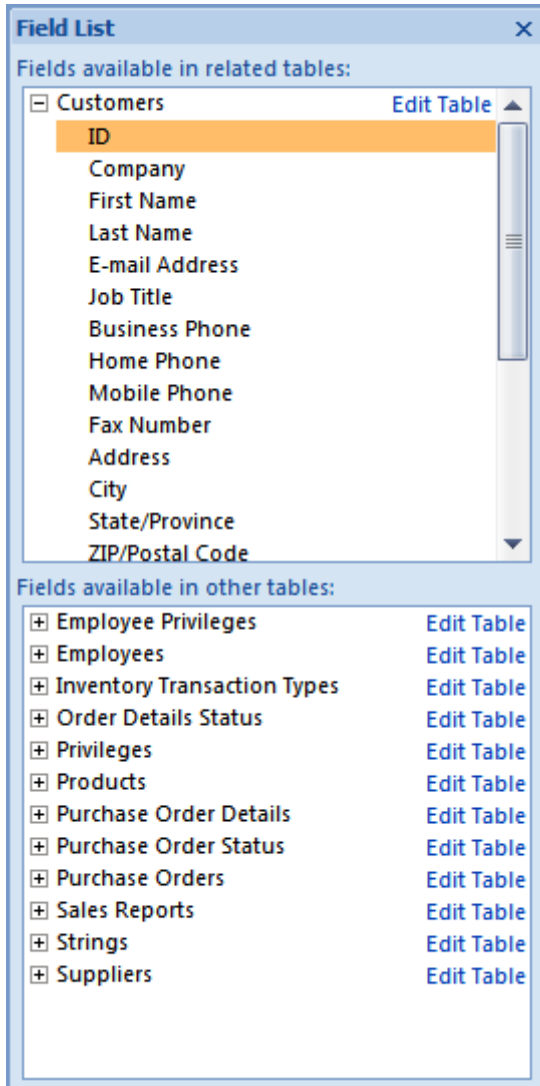 Field List
Fields available in related tables:
Customers Edit Table
ID
Company
First Name
Last Name
E-mail Address
Job Title
Business Phone
Home Phone
Mobile Phone
Fax Number
Address
City
State/Province
ZIP/Postal Code
Fields available in other tables:
Employee Privileges Edit Table
Employees Edit Table
Inventory Transaction Types Edit Table
Order Details Status Edit Table
Privileges Edit Table
Products Edit Table
Purchase Order Details Edit Table
Purchase Order Status Edit Table
Purchase Orders Edit Table
Sales Reports Edit Table
Strings Edit Table
Suppliers Edit Table